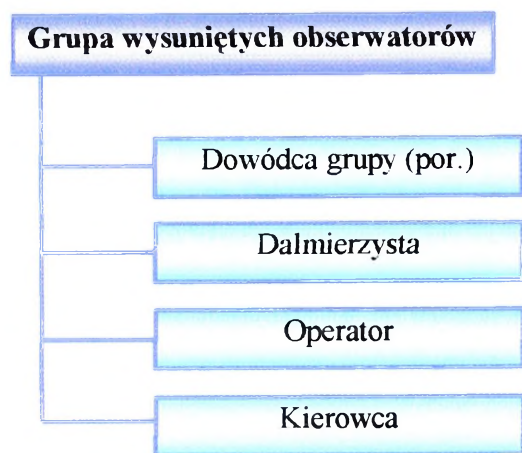 Grupa wysuniętych obserwatorów
Dowódca grupy (por.)
Dalmierzysta
Operator
Kierowca